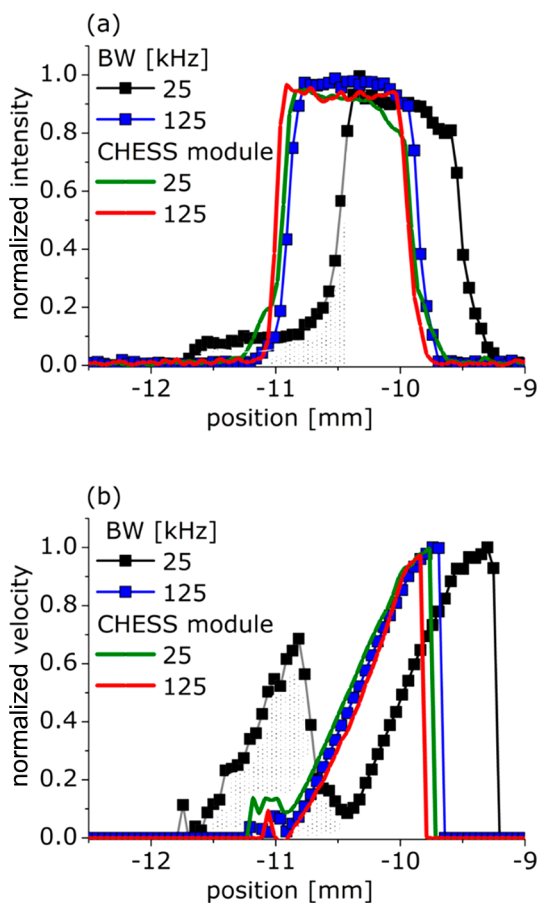 (a)
BW [kHz]
25
125
CHESS module
25
125
normalized intensity
1.0
0.8
0.6
0.4
0.2
0.0
-12
-11
-10
-9
position [mm]
(b)
BW [kHz]
25
125
CHESS module
25
125
normalized velocity
1.0
0.8
0.6
0.4
0.2
0.0
-12
-11
-10
-9
position [mm]